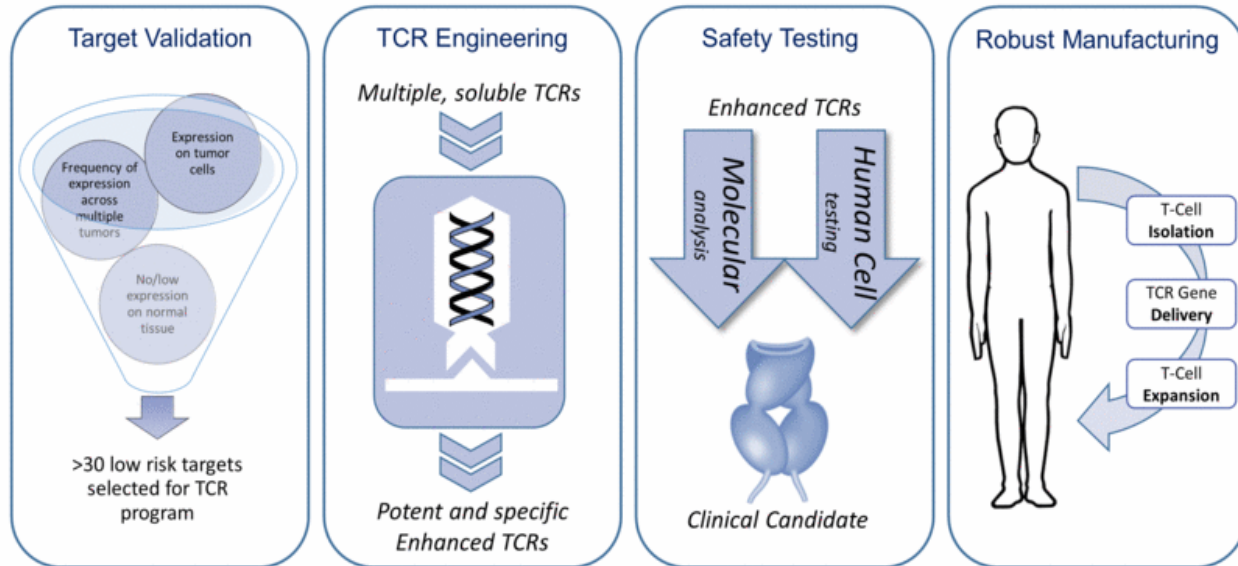 Target Validation
Expression
on tumor
cells
Frequency of
expression
across
multiple
tumors
No/low
expression
on normal
tissue
>30 low risk targets
selected for TCR
program
TCR Engineering
Multiple, soluble TCRs
Potent and specific
Enhanced TCRs
Safety Testing
Enhanced TCRs
Molecular
analysis
Human Cell
testing
Clinical Candidate
Robust Manufacturing
T-Cell
Isolation
TCR Gene
Delivery
T-Cell
Expansion